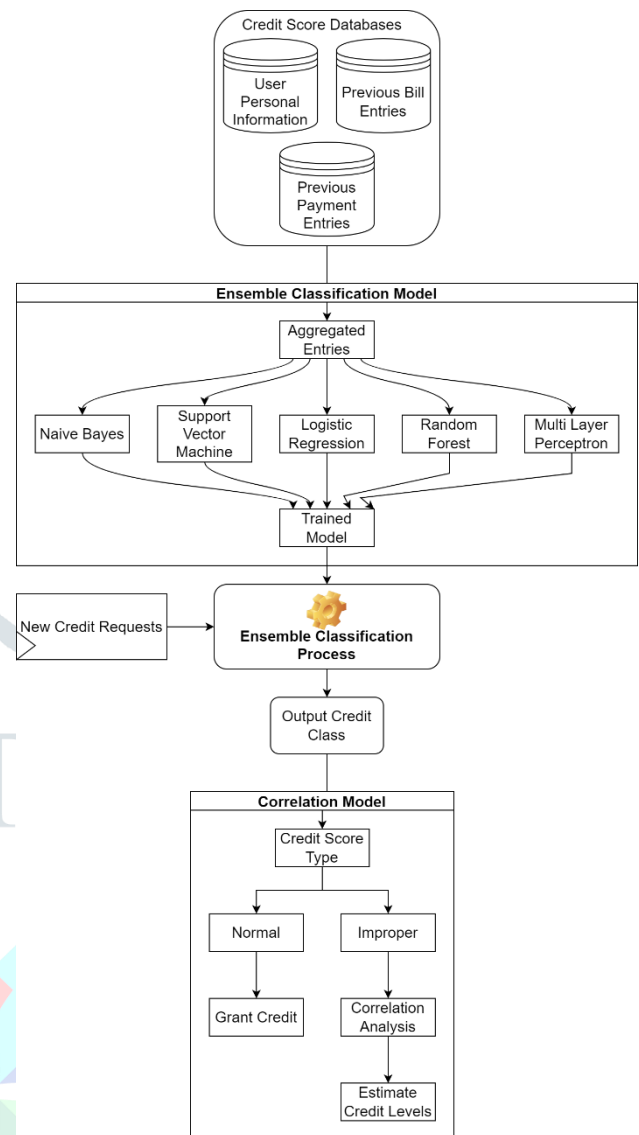 Credit Score Databases
User
Personal
Information
Previous Bill
Entries
Previous
Payment
Entries
Ensemble Classification Model
Aggregated
Entries
Naive Bayes
Support
Vector
Machine
Logistic
Regression
Random
Forest
Multi Layer
Perceptron
Trained
Model
New Credit Requests
Ensemble Classification
Process
Output Credit
Class
Correlation Model
Credit Score
Type
Normal
Improper
Grant Credit
Correlation
Analysis
Estimate
Credit Levels